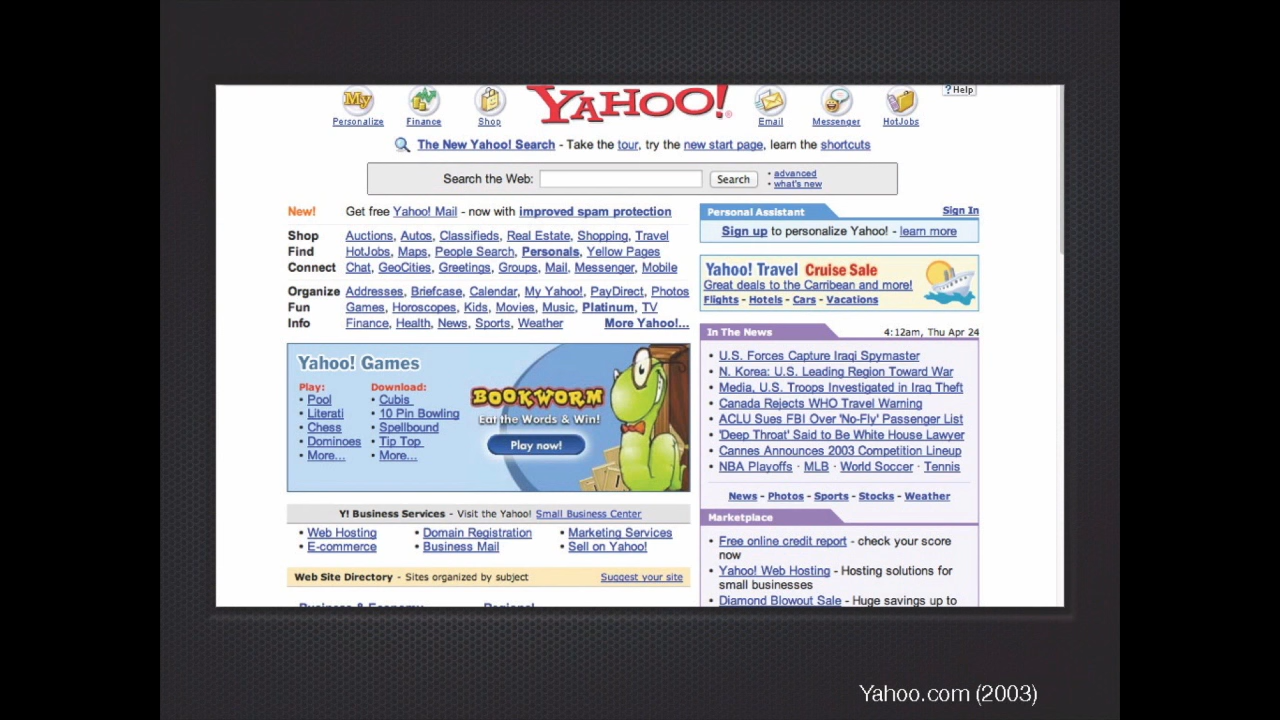 My
YAHOO!
?Help
Personalize Finance Shop Email Messenger HotJobs
The New Yahoo! Search - Take the tour, try the new start page, learn the shortcuts
Search the Web: Search
• advanced
• what's new
New! Get free Yahoo! Mail - now with improved spam protection
Shop Auctions, Autos, Classifieds, Real Estate, Shopping, Travel
Find HotJobs, Maps, People Search, Personals, Yellow Pages
Connect Chat, GeoCities, Greetings, Groups, Mail, Messenger, Mobile
Organize Addresses, Briefcase, Calendar, My Yahoo!, PayDirect, Photos
Fun Games, Horoscopes, Kids, Movies, Music, Platinum, TV
Info Finance, Health, News, Sports, Weather More Yahoo!...
Yahoo! Games
Play: Download:
• Pool • Cubis
• Literati • 10 Pin Bowling
• Chess • Spellbound
• Dominoes • Tip Top
• More... • More...
BOOKWORM
Eat the Words & Win!
Play now!
Y! Business Services - Visit the Yahoo! Small Business Center
• Web Hosting • Domain Registration • Marketing Services
• E-commerce • Business Mail • Sell on Yahoo!
Web Site Directory - Sites organized by subject Suggest your site
Business & Economy Regional
Personal Assistant Sign In
Sign up to personalize Yahoo! - learn more
Yahoo! Travel Cruise Sale
Great deals to the Carribean and more!
Flights - Hotels - Cars - Vacations
In The News 4:12am, Thu Apr 24
• U.S. Forces Capture Iraqi Spymaster
• N. Korea: U.S. Leading Region Toward War
• Media, U.S. Troops Investigated in Iraq Theft
• Canada Rejects WHO Travel Warning
• ACLU Sues FBI Over 'No-Fly' Passenger List
• 'Deep Throat' Said to Be White House Lawyer
• Cannes Announces 2003 Competition Lineup
• NBA Playoffs · MLB · World Soccer · Tennis
News - Photos - Sports - Stocks - Weather
Marketplace
• Free online credit report - check your score
now
• Yahoo! Web Hosting - Hosting solutions for
small businesses
• Diamond Blowout Sale - Huge savings up to
Yahoo.com (2003)